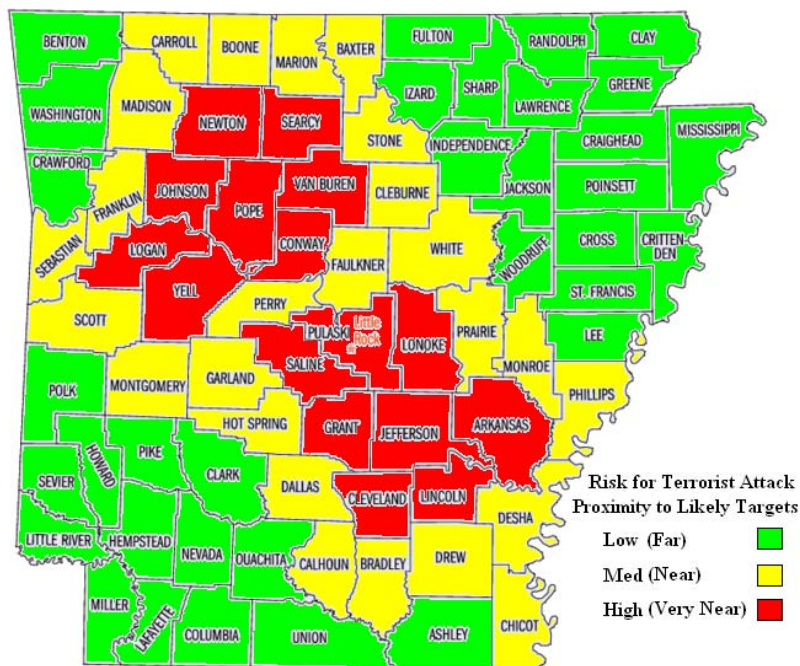 BENTON
CARROLL
BOONE
MARION
BAXTER
FULTON
RANDOLPH
CLAY
WASHINGTON
MADISON
NEWTON
SEARCY
STONE
IZARD
SHARP
LAWRENCE
GREENE
CRAWFORD
FRANKLIN
JOHNSON
POPE
VAN BUREN
CLEBURNE
INDEPENDENCE
JACKSON
CRAIGHEAD
MISSISSIPPI
POINSETT
SEBASTIAN
LOGAN
CONWAY
FAULKNER
WHITE
WOODRUFF
CROSS
CRITTEN
DEN
SCOTT
YELL
PERRY
PULASKI
Little
Rock
LONOKE
PRAIRIE
ST. FRANCIS
LEE
MONROE
PHILLIPS
POLK
MONTGOMERY
GARLAND
SALINE
HOT SPRING
GRANT
JEFFERSON
ARKANSAS
SEVIER
HOWARD
PIKE
CLARK
DALLAS
CLEVELAND
LINCOLN
DESHA
LITTLE RIVER
HEMPSTEAD
NEVADA
OUACHITA
CALHOUN
BRADLEY
DREW
MILLER
LAFAYETTE
COLUMBIA
UNION
ASHLEY
CHICOT
Risk for Terrorist Attack
Proximity to Likely Targets
Low (Far)
Med (Near)
High (Very Near)